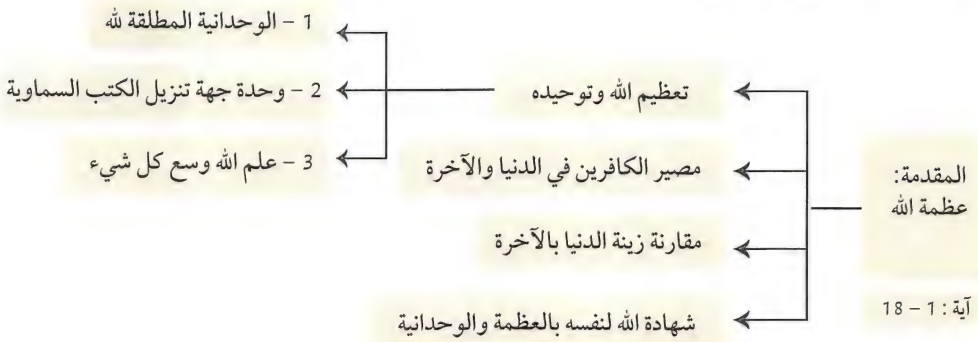 المقدمة:
عظمة الله
آية : 1 – 18
تعظيم الله وتوحيده
مصير الكافرين في الدنيا والآخرة
مقارنة زينة الدنيا بالآخرة
شهادة الله لنفسه بالعظمة والوحدانية
1 – الوحدانية المطلقة لله
2 – وحدة جهة تنزيل الكتب السماوية
3 – علم الله وسع كل شيء